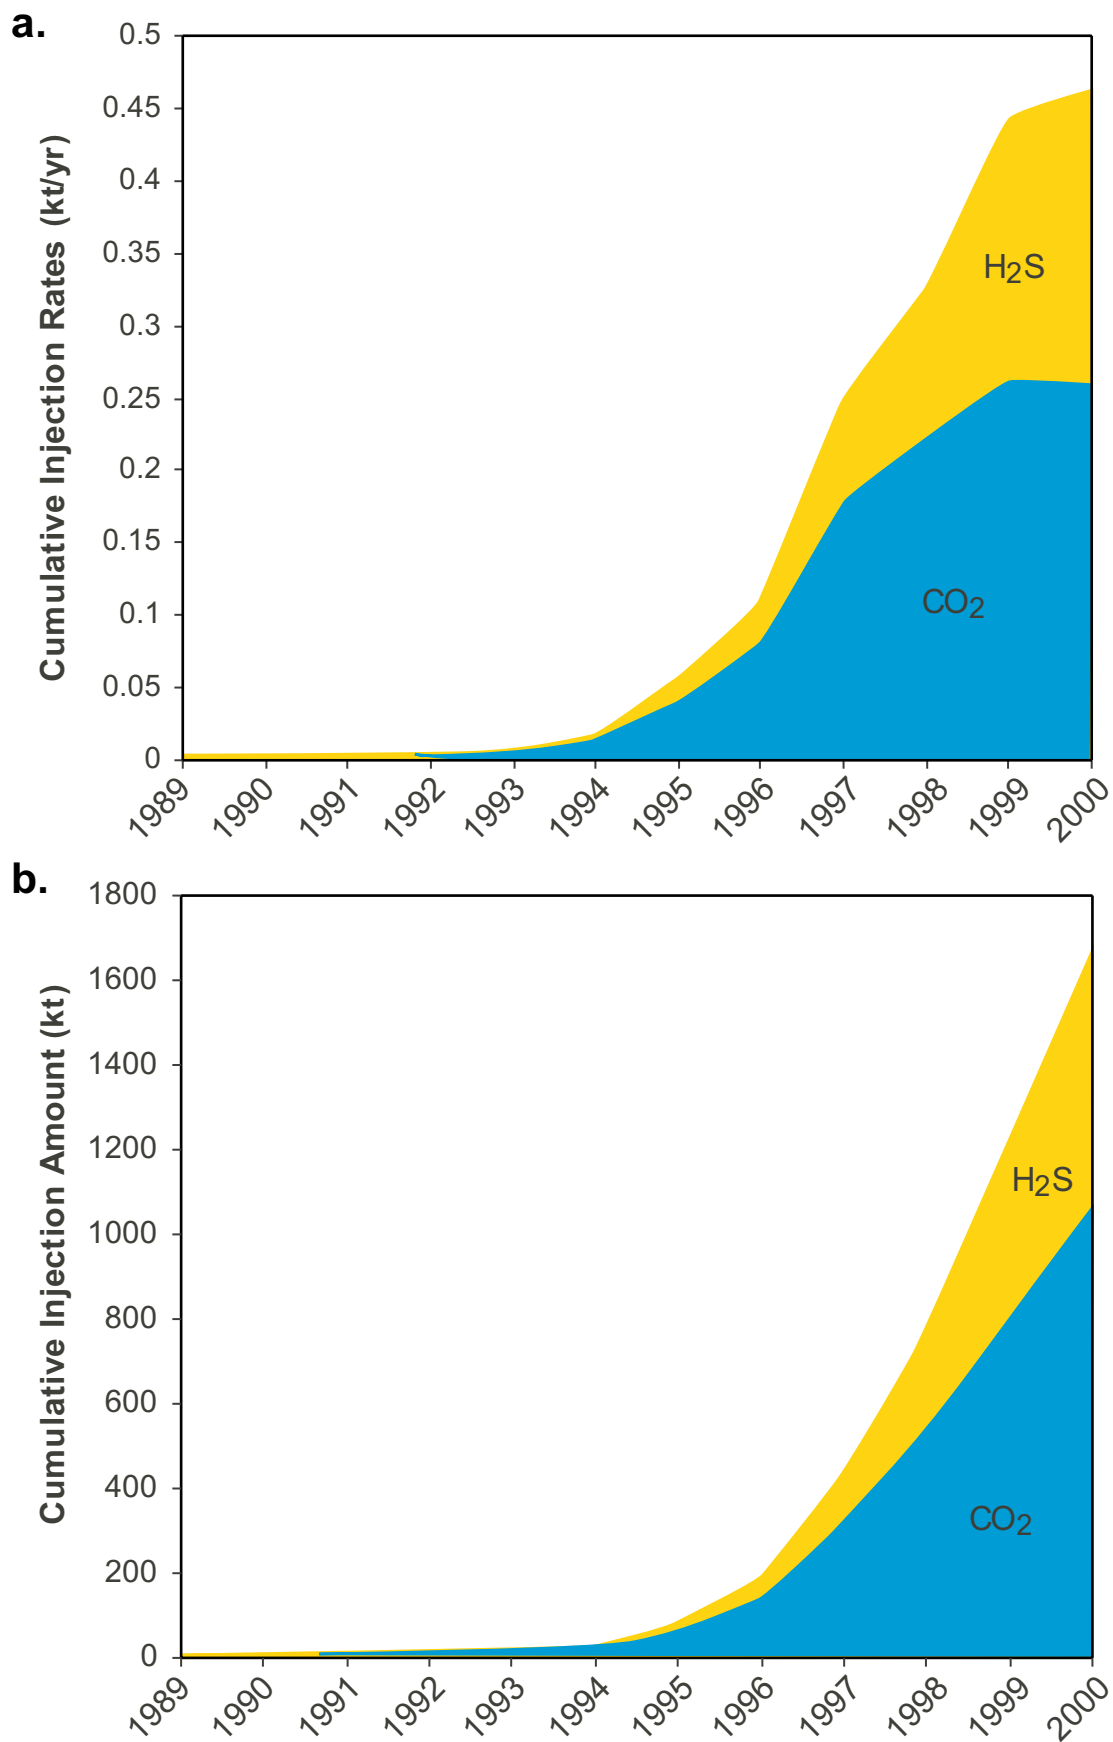 a.
Cumulative Injection Rates (kt/yr)
0.5
0.45
0.4
0.35
0.3
0.25
0.2
0.15
0.1
0.05
0
H2S
CO2
1989 1990 1991 1992 1993 1994 1995 1996 1997 1998 1999 2000
b.
Cumulative Injection Amount (kt)
1800
1600
1400
1200
1000
800
600
400
200
0
H2S
CO2
1989 1990 1991 1992 1993 1994 1995 1996 1997 1998 1999 2000